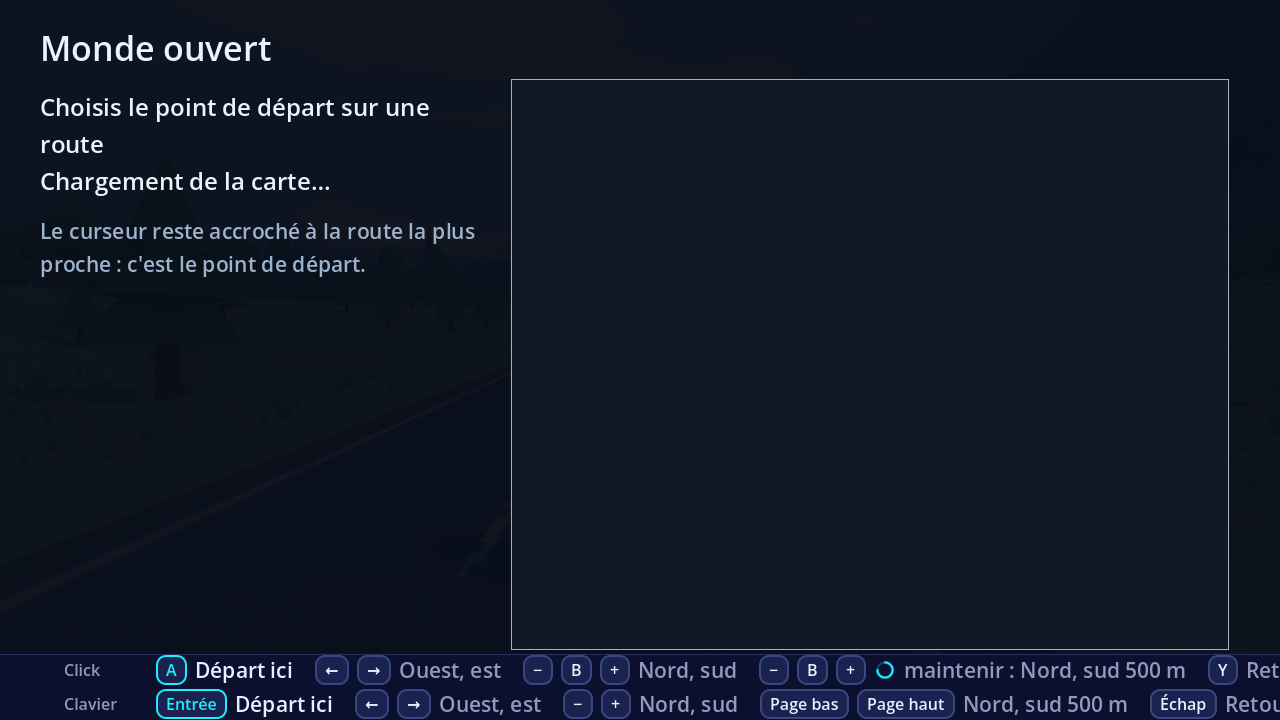 Monde ouvert
Choisis le point de départ sur une
route
Chargement de la carte...
Le curseur reste accroché à la route la plus
proche : c'est le point de départ.
Click A Départ ici ← → Ouest, est − B + Nord, sud − B + maintenir : Nord, sud 500 m Y Ret
Clavier Entrée Départ ici ← → Ouest, est − + Nord, sud Page bas Page haut Nord, sud 500 m Échap Retou